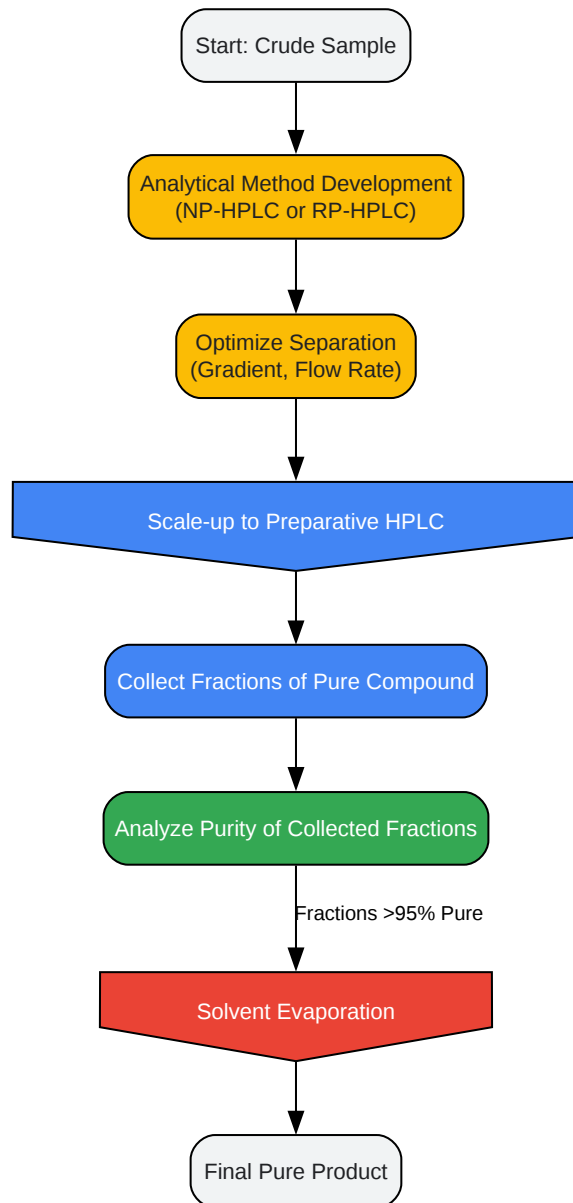 Start: Crude Sample
Analytical Method Development
(NP-HPLC or RP-HPLC)
Optimize Separation
(Gradient, Flow Rate)
Scale-up to Preparative HPLC
Collect Fractions of Pure Compound
Analyze Purity of Collected Fractions
Fractions >95% Pure
Solvent Evaporation
Final Pure Product